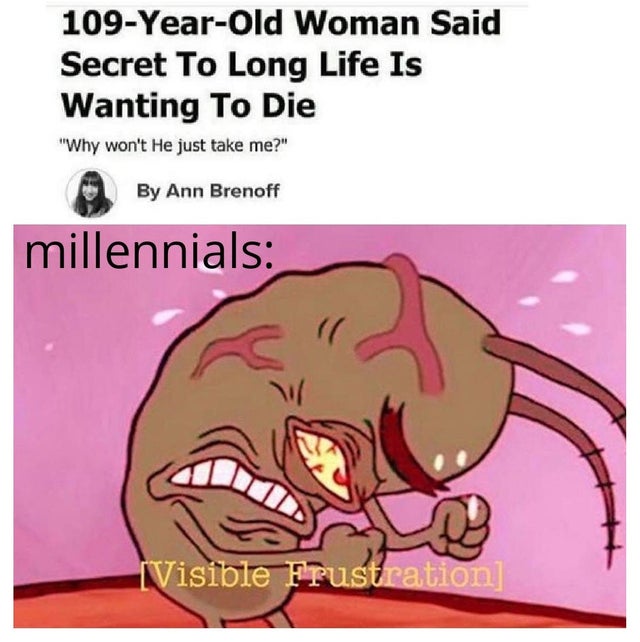 109-Year-Old Woman Said
Secret To Long Life Is
Wanting To Die
"Why won't He just take me?"
By Ann Brenoff
millennials:
[Visible Frustration]